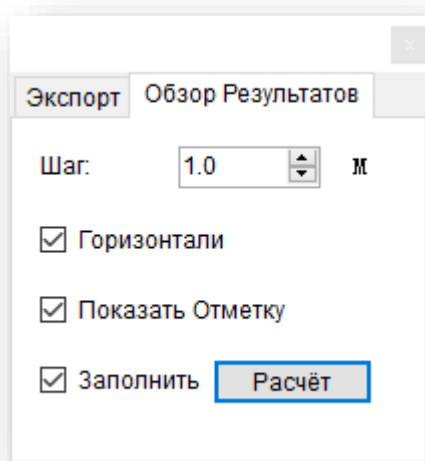 Экспорт Обзор Результатов
Шаг: 1.0 м
Горизонтали
Показать Отметку
Заполнить Расчёт